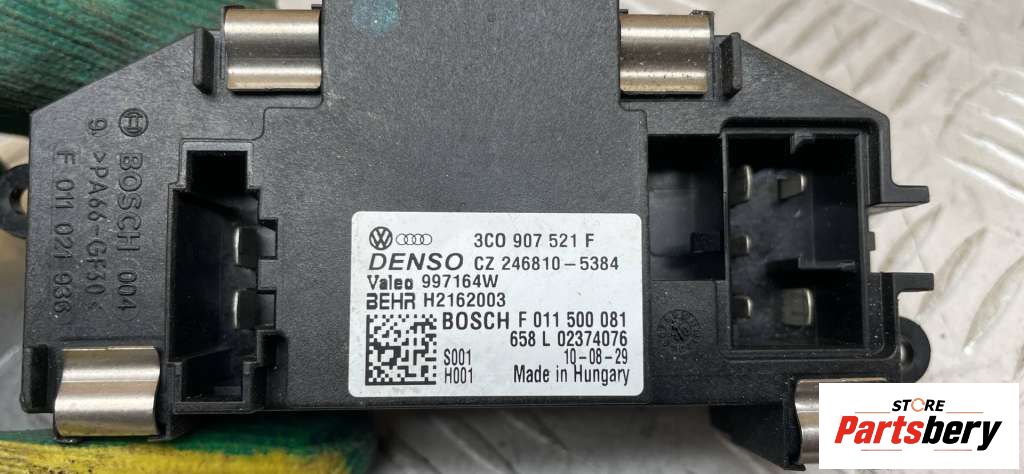 BOSCH 004
9. >PA66-GF30<
F 011 021 936
3C0 907 521 F
DENSO CZ 246810-5384
Valeo 997164W
BEHR H2162003
BOSCH F 011 500 081
658 L 02374076
S001 10-08-29
H001 Made in Hungary
STORE
Partsbery